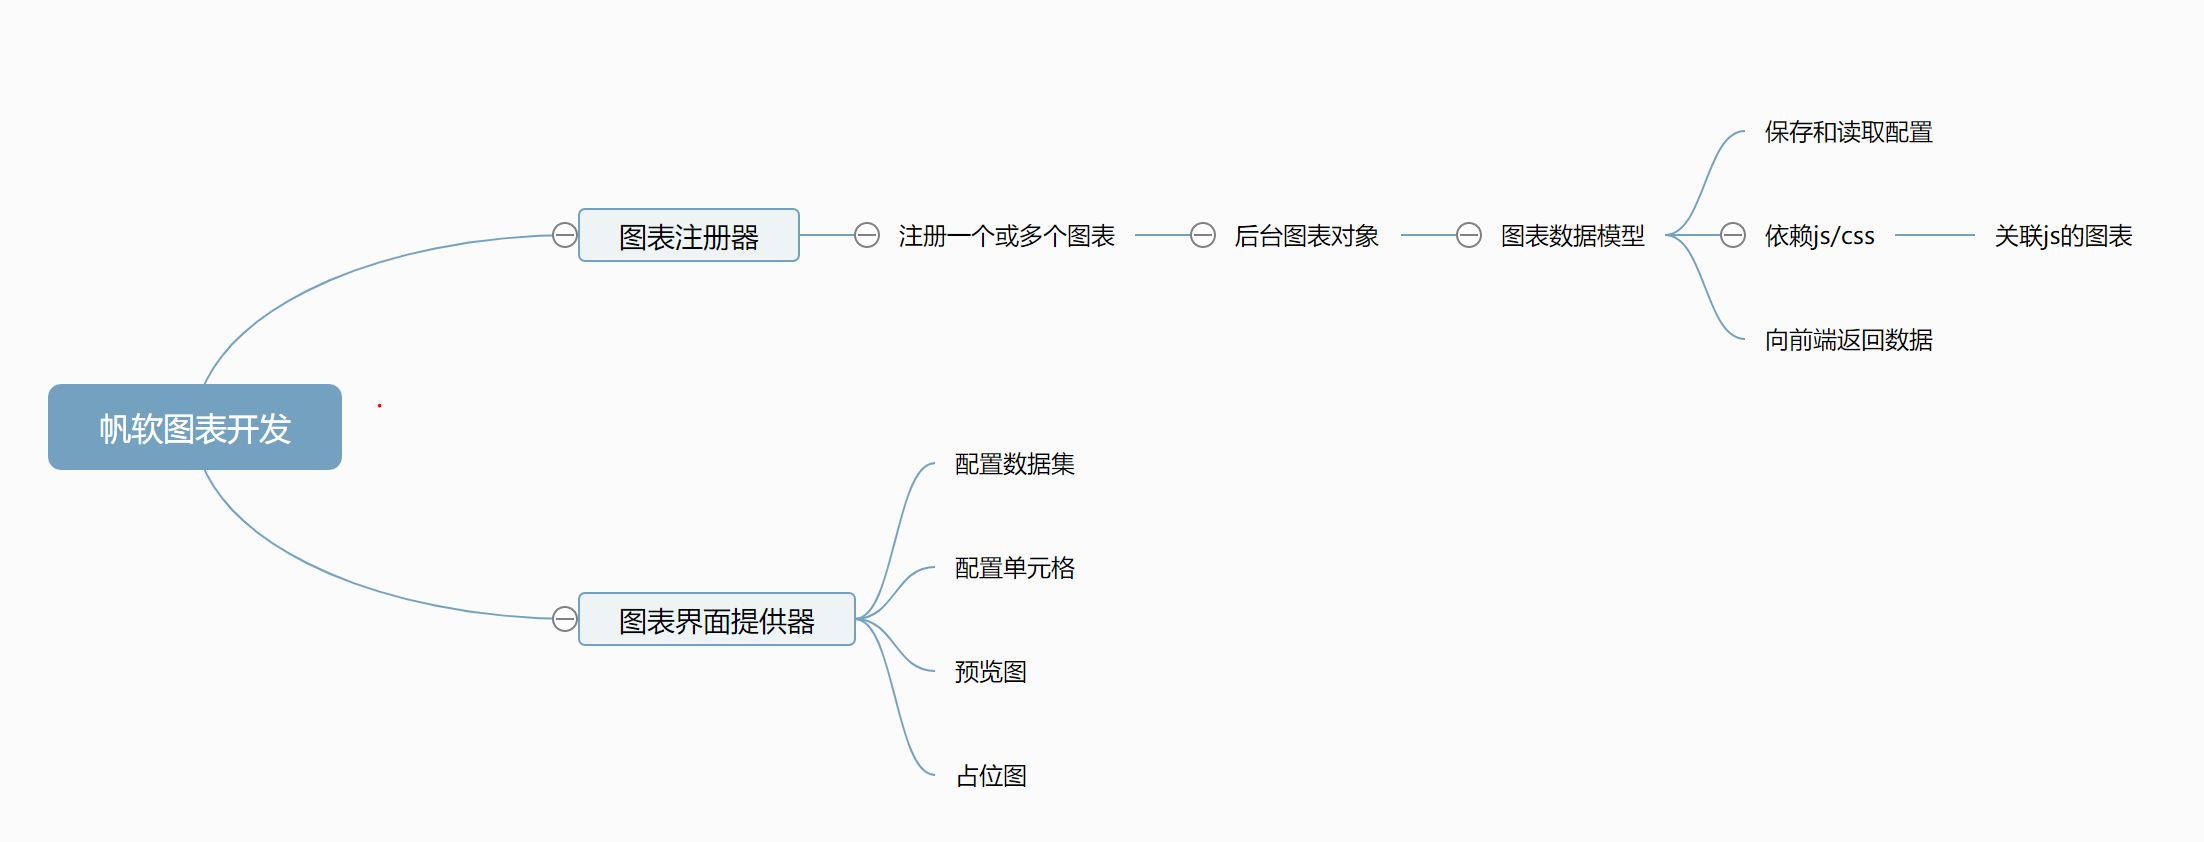 帆软图表开发
图表注册器
注册一个或多个图表
后台图表对象
图表数据模型
保存和读取配置
依赖js/css
关联js的图表
向前端返回数据
图表界面提供器
配置数据集
配置单元格
预览图
占位图